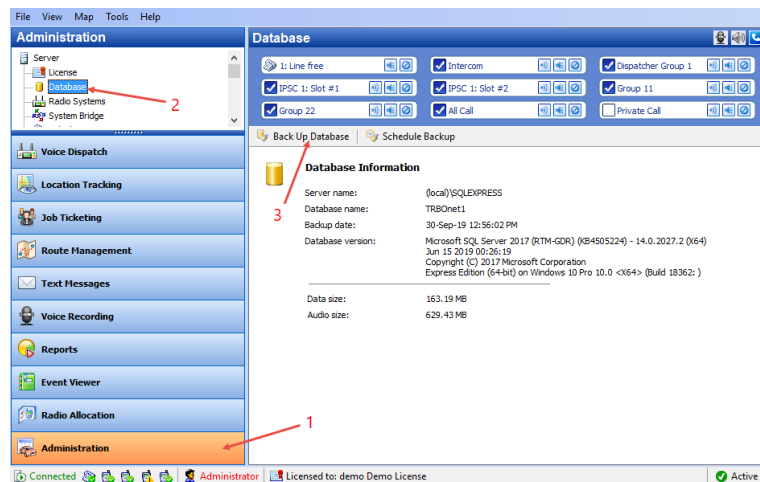 File View Map Tools Help
Administration
Server
License
Database
Radio Systems
System Bridge
2
Voice Dispatch
Location Tracking
Job Ticketing
Route Management
Text Messages
Voice Recording
Reports
Event Viewer
Radio Allocation
Administration
Database
1: Line free Intercom Dispatcher Group 1
IPSC 1: Slot #1 IPSC 1: Slot #2 Group 11
Group 22 All Call Private Call
Back Up Database Schedule Backup
3
Database Information
Server name: (local)\SQLEXPRESS
Database name: TRBOnet1
Backup date: 30-Sep-19 12:56:02 PM
Database version: Microsoft SQL Server 2017 (RTM-GDR) (KB4505224) - 14.0.2027.2 (X64)
Jun 15 2019 00:26:19
Copyright (C) 2017 Microsoft Corporation
Express Edition (64-bit) on Windows 10 Pro 10.0 <X64> (Build 18362: )
Data size: 163.19 MB
Audio size: 629.43 MB
1
Connected Administrator Licensed to: demo Demo License Active